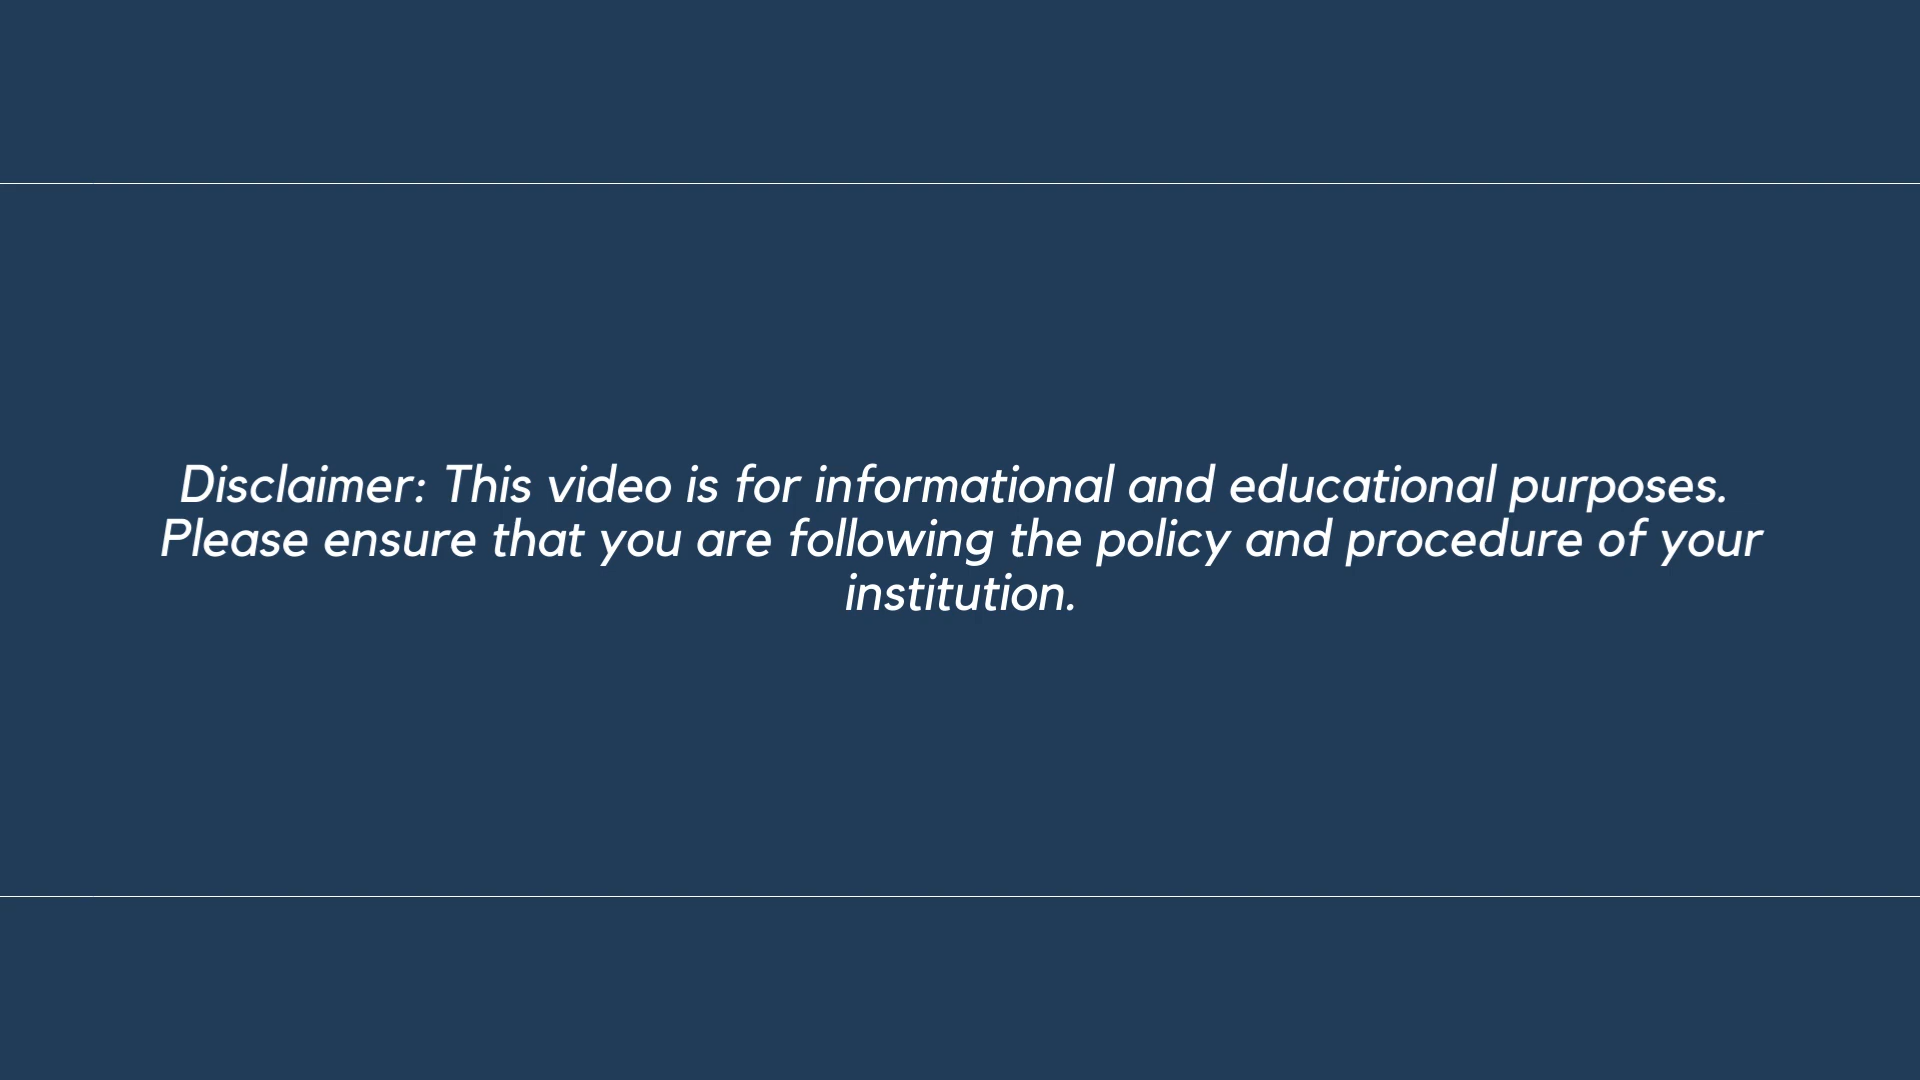 Disclaimer: This video is for informational and educational purposes.
Please ensure that you are following the policy and procedure of your
institution.